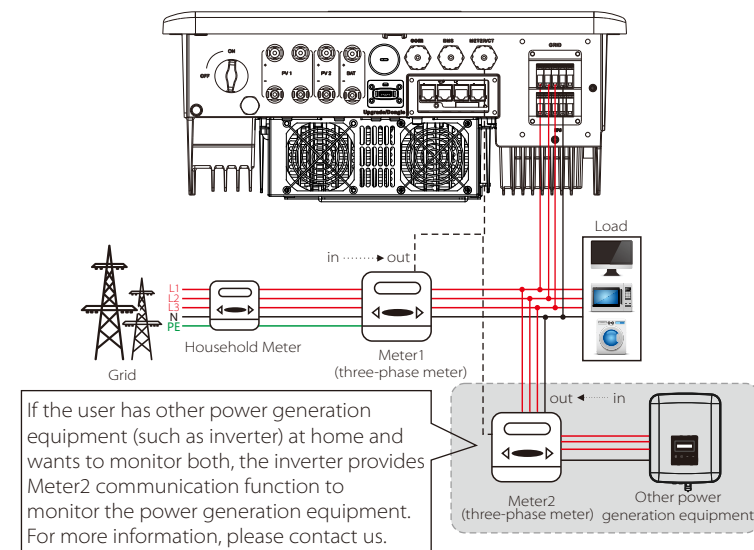 ON
OFF
PV 1
PV 2
BAT
Upgrade/Dongle
COM2
BMS
METER/CT
GRID
Load
in
out
L1
L2
L3
N
PE
Household Meter
Grid
Meter1
(three-phase meter)
out
in
If the user has other power generation
equipment (such as inverter) at home and
wants to monitor both, the inverter provides
Meter2 communication function to
monitor the power generation equipment.
For more information, please contact us.
Meter2
(three-phase meter)
Other power
generation equipment